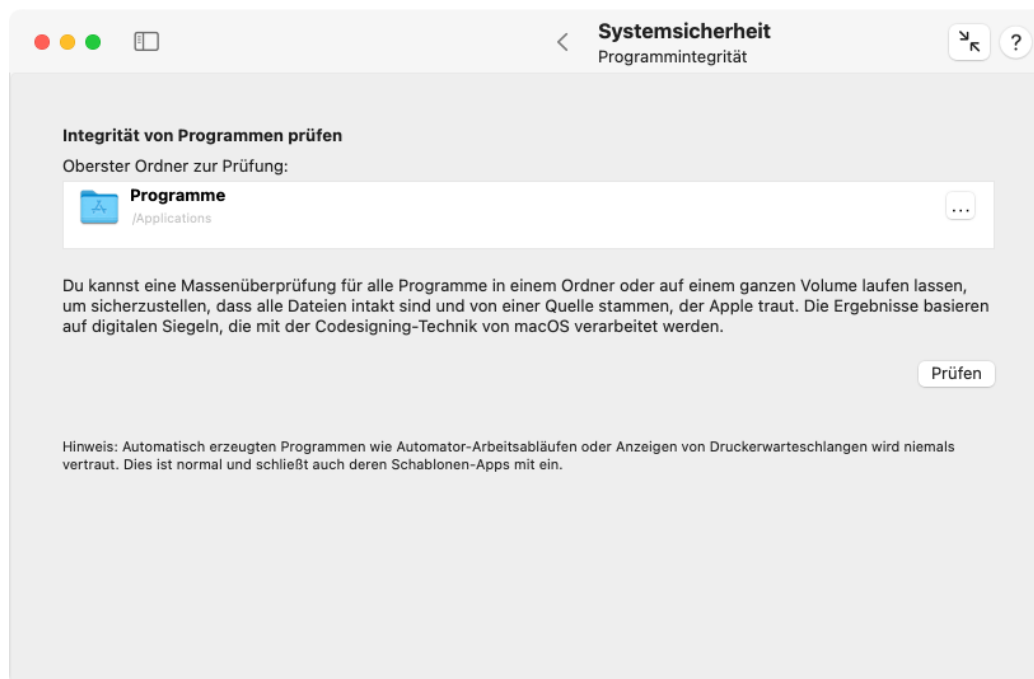 Systemsicherheit
Programmintegrität
?
Integrität von Programmen prüfen
Oberster Ordner zur Prüfung:
Programme
/Applications
...
Du kannst eine Massenüberprüfung für alle Programme in einem Ordner oder auf einem ganzen Volume laufen lassen,
um sicherzustellen, dass alle Dateien intakt sind und von einer Quelle stammen, der Apple traut. Die Ergebnisse basieren
auf digitalen Siegeln, die mit der Codesigning-Technik von macOS verarbeitet werden.
Prüfen
Hinweis: Automatisch erzeugten Programmen wie Automator-Arbeitsabläufen oder Anzeigen von Druckerwarteschlangen wird niemals
vertraut. Dies ist normal und schließt auch deren Schablonen-Apps mit ein.